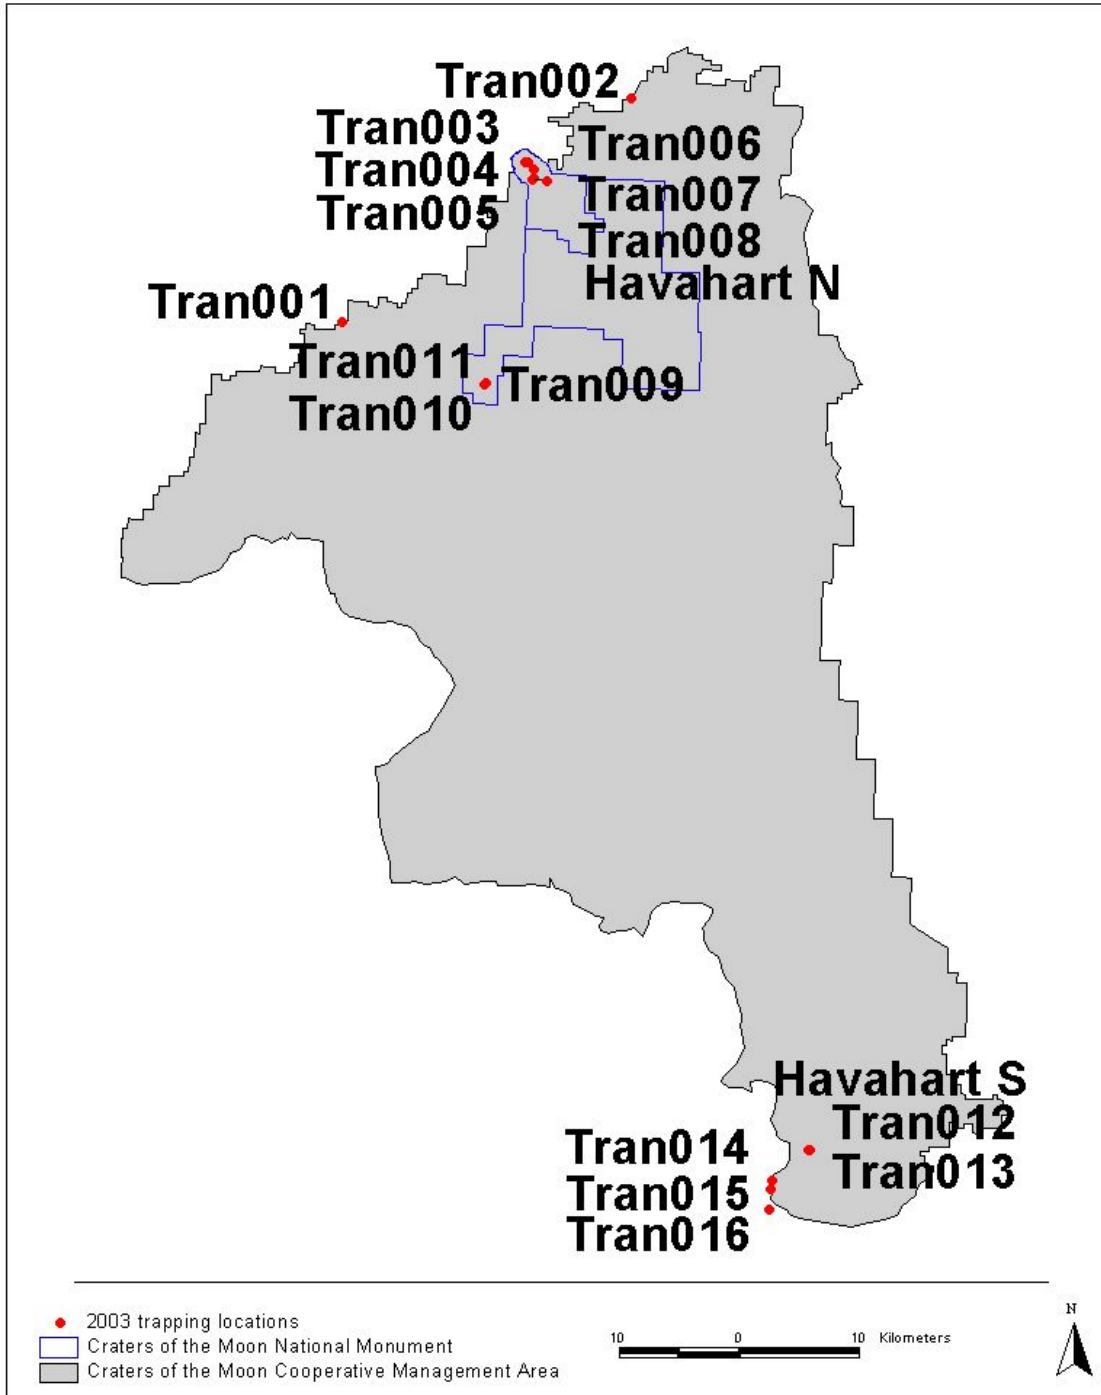 Tran002
Tran003
Tran004
Tran005
Tran006
Tran007
Tran008
Havahart N
Tran001
Tran011
Tran010
Tran009
Havahart S
Tran012
Tran013
Tran014
Tran015
Tran016
2003 trapping locations
Craters of the Moon National Monument
Craters of the Moon Cooperative Management Area
10 0 10 Kilometers
N